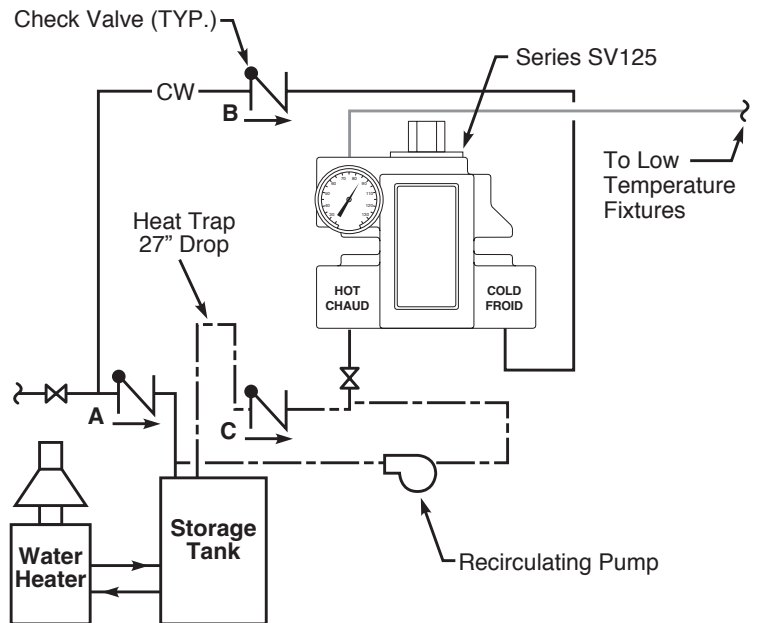 Check Valve (TYP.)
Series SV125
CW
B
To Low
Temperature
Fixtures
Heat Trap
27” Drop
HOT
CHAUD
COLD
FROID
A
C
Storage
Tank
Water
Heater
Recirculating Pump